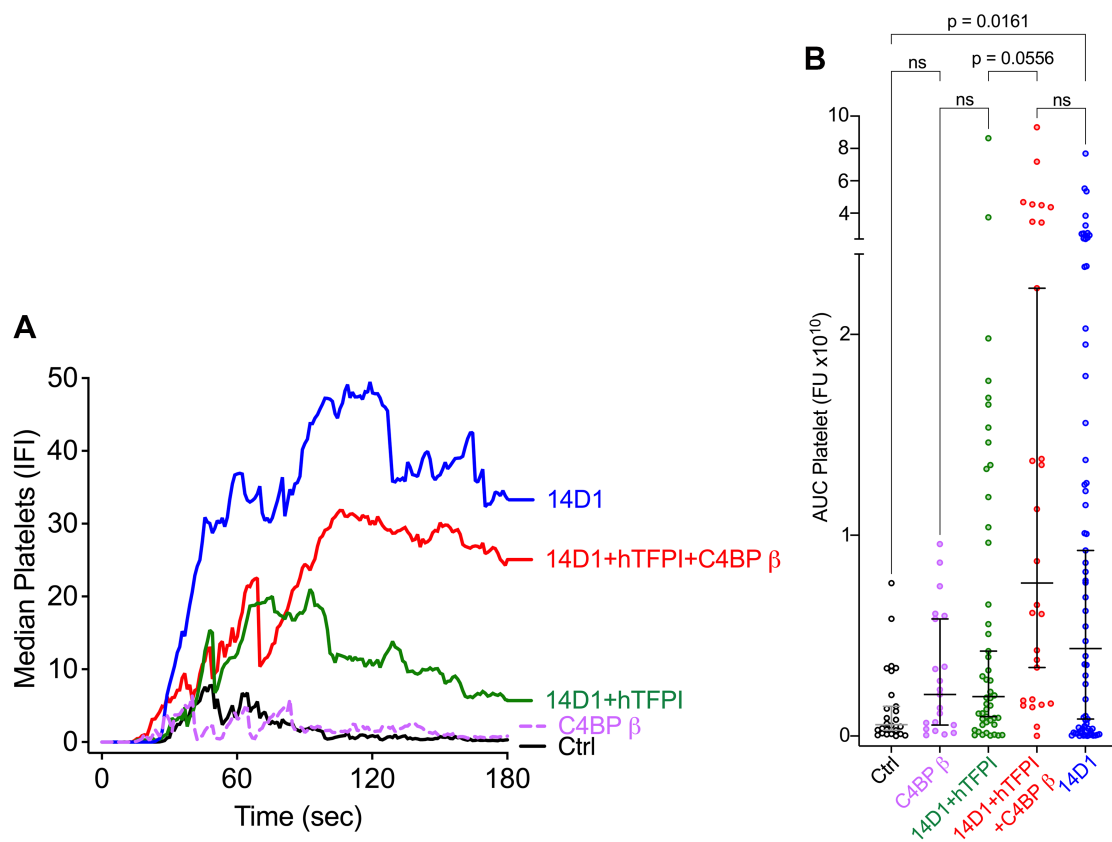 A
Median Platelets (IFI)
50
40
30
20
10
0
0 60 120 180
Time (sec)
14D1
14D1+hTFPI+C4BP β
14D1+hTFPI
C4BP β
Ctrl
B
p = 0.0161
ns p = 0.0556
ns ns
AUC Platelet (FU x10¹⁰)
10
8
6
4
2
1
0
Ctrl
C4BP β
14D1+hTFPI
14D1+hTFPI
+C4BP β
14D1